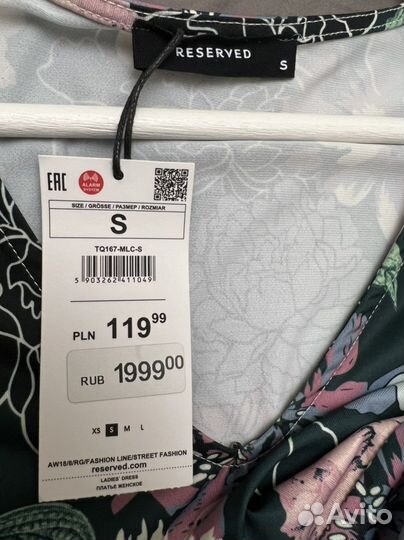 RESERVED
S
EAC
ALARM
SYSTEM
SIZE / GRÖSSE / РАЗМЕР / ROZMIAR
S
TQ167-MLC-S
5 903262 411049
PLN 119 99
RUB 1999 00
XS S M L
AW18/8/RG/FASHION LINE/STREET FASHION
reserved.com
LADIES' DRESS
ПЛАТЬЕ ЖЕНСКОЕ
Avito